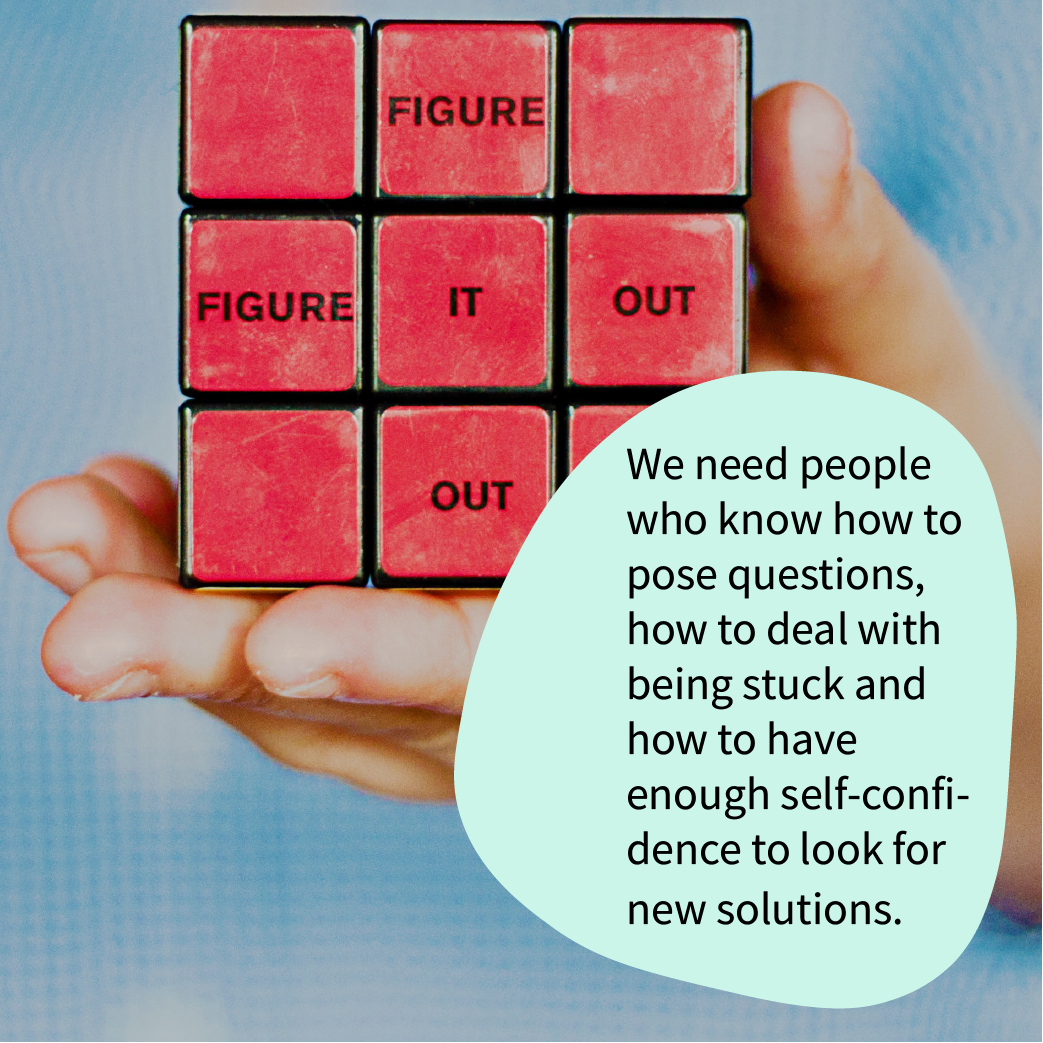 FIGURE
FIGURE IT OUT
OUT
We need people
who know how to
pose questions,
how to deal with
being stuck and
how to have
enough self-confi-
dence to look for
new solutions.